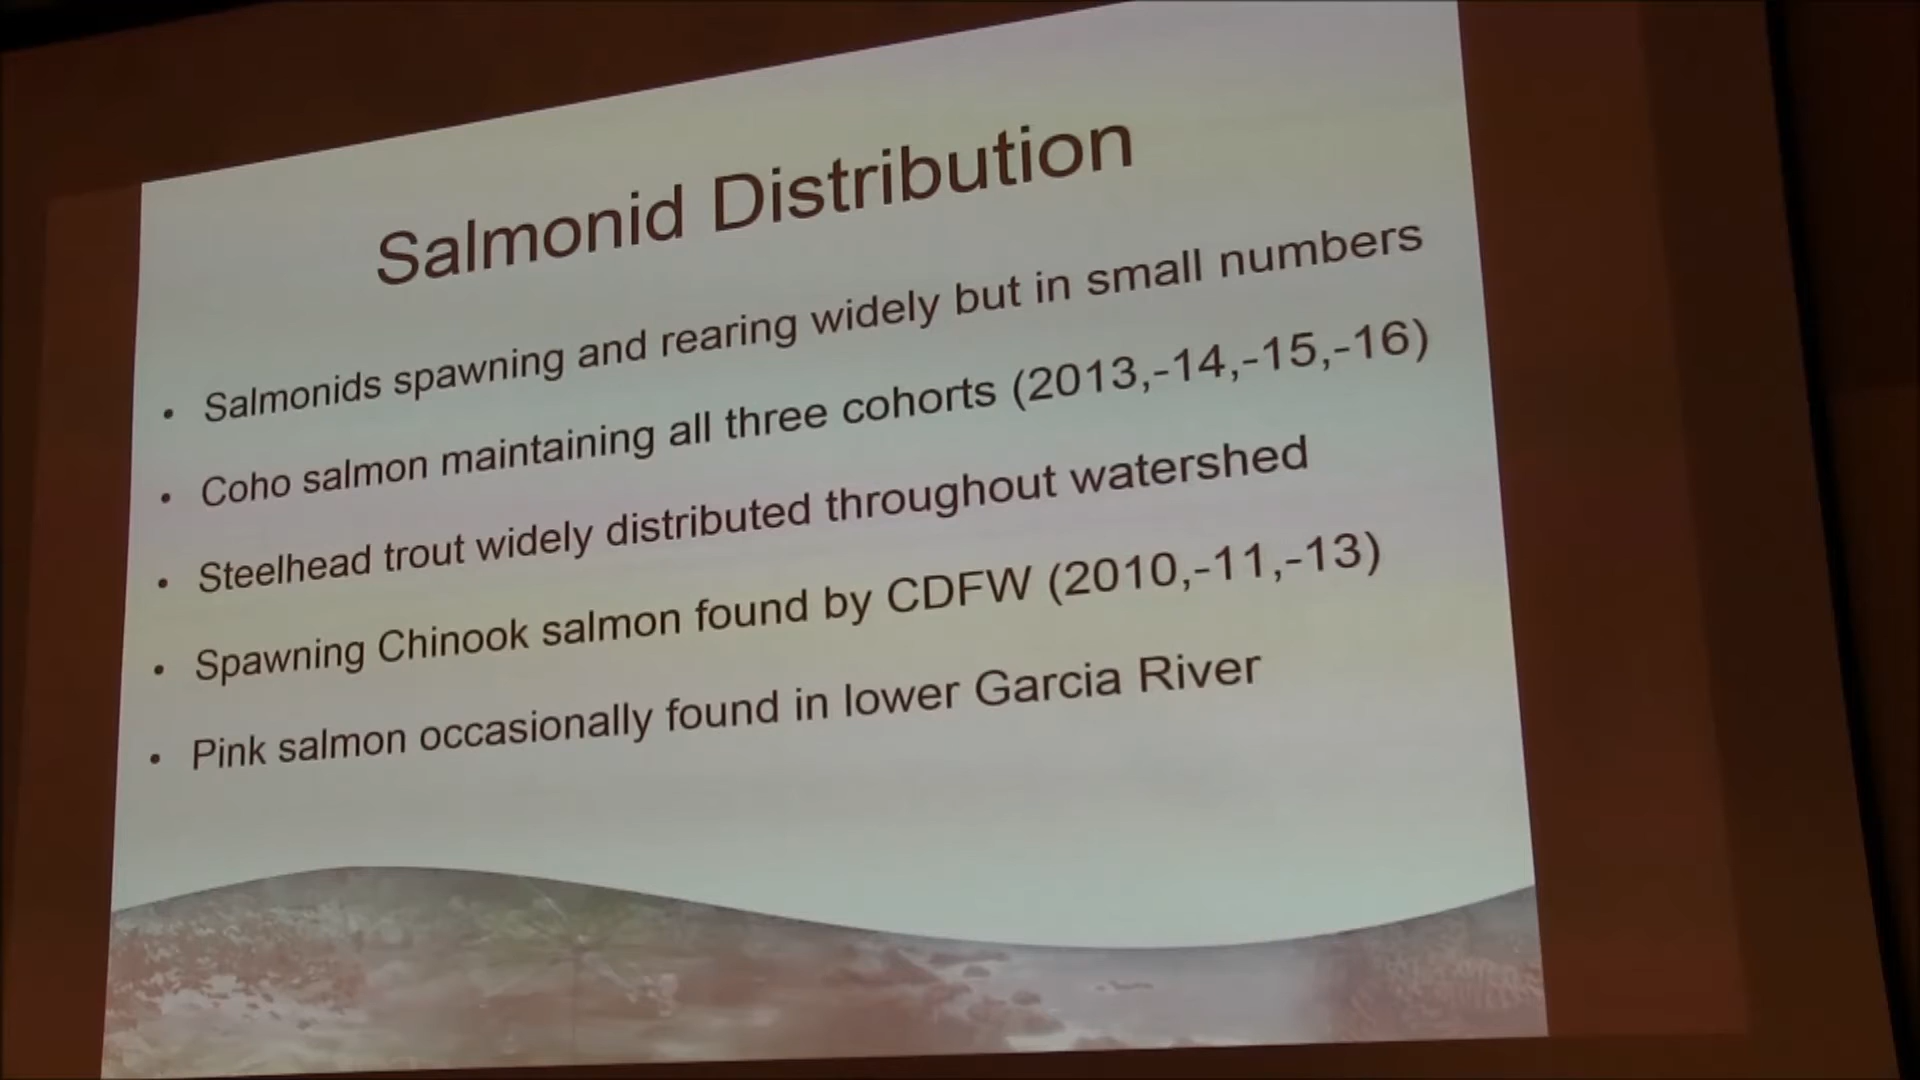 Salmonid Distribution
• Salmonids spawning and rearing widely but in small numbers
• Coho salmon maintaining all three cohorts (2013,-14,-15,-16)
• Steelhead trout widely distributed throughout watershed
• Spawning Chinook salmon found by CDFW (2010,-11,-13)
• Pink salmon occasionally found in lower Garcia River